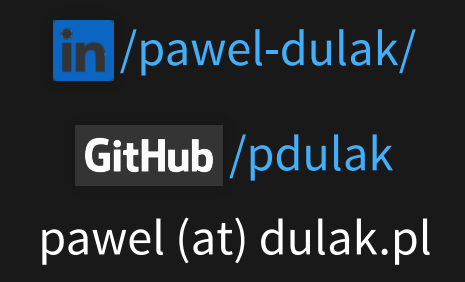 in /pawel-dulak/
GitHub /pdulak
pawel (at) dulak.pl